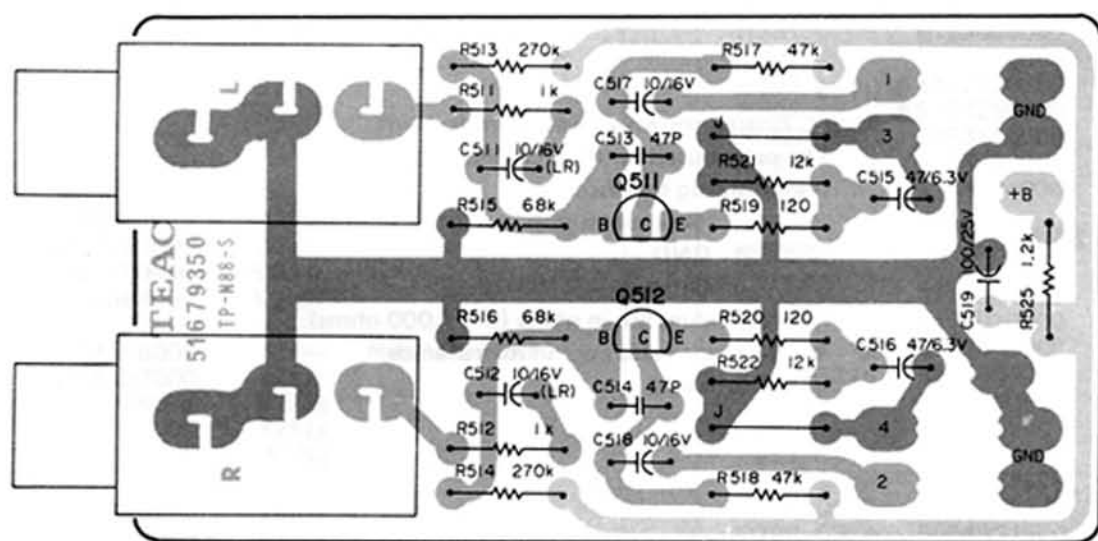 R513 270k
R517 47k
C517 10/16V
1
L
R511 1k
GND
J
3
C511 10/16V
(LR)
C513 47P
R521 12k
C515 47/6.3V
Q511
+B
R515 68k
B C E
R519 120
TEAC
51679350
TP-N88-S
C519 100/25V
R525 1.2k
Q512
R516 68k
B C E
R520 120
C516 47/6.3V
R522 12k
C512 10/16V
(LR)
C514 47P
J
4
R512 1k
C518 10/16V
GND
R
R514 270k
R518 47k
2